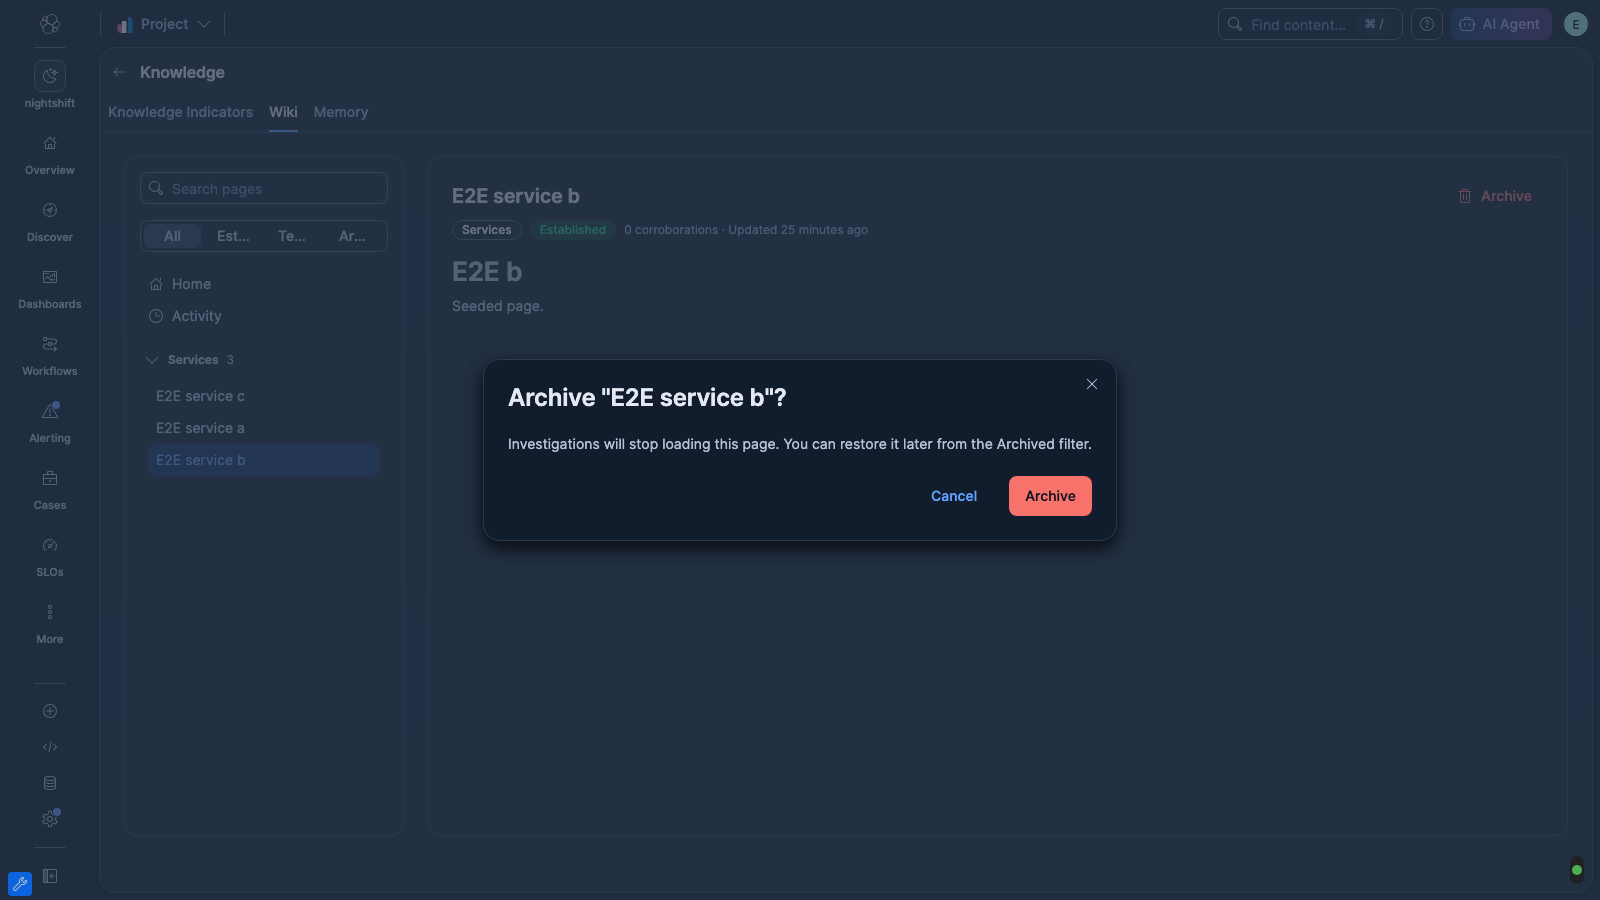 Project
Find content...
⌘ /
AI Agent
E
nightshift
Overview
Discover
Dashboards
Workflows
Alerting
Cases
SLOs
More
Knowledge
Knowledge Indicators
Wiki
Memory
Search pages
All
Est...
Te...
Ar...
Home
Activity
Services 3
E2E service c
E2E service a
E2E service b
E2E service b
Archive
Services
Established
0 corroborations · Updated 25 minutes ago
E2E b
Seeded page.
Archive "E2E service b"?
Investigations will stop loading this page. You can restore it later from the Archived filter.
Cancel
Archive